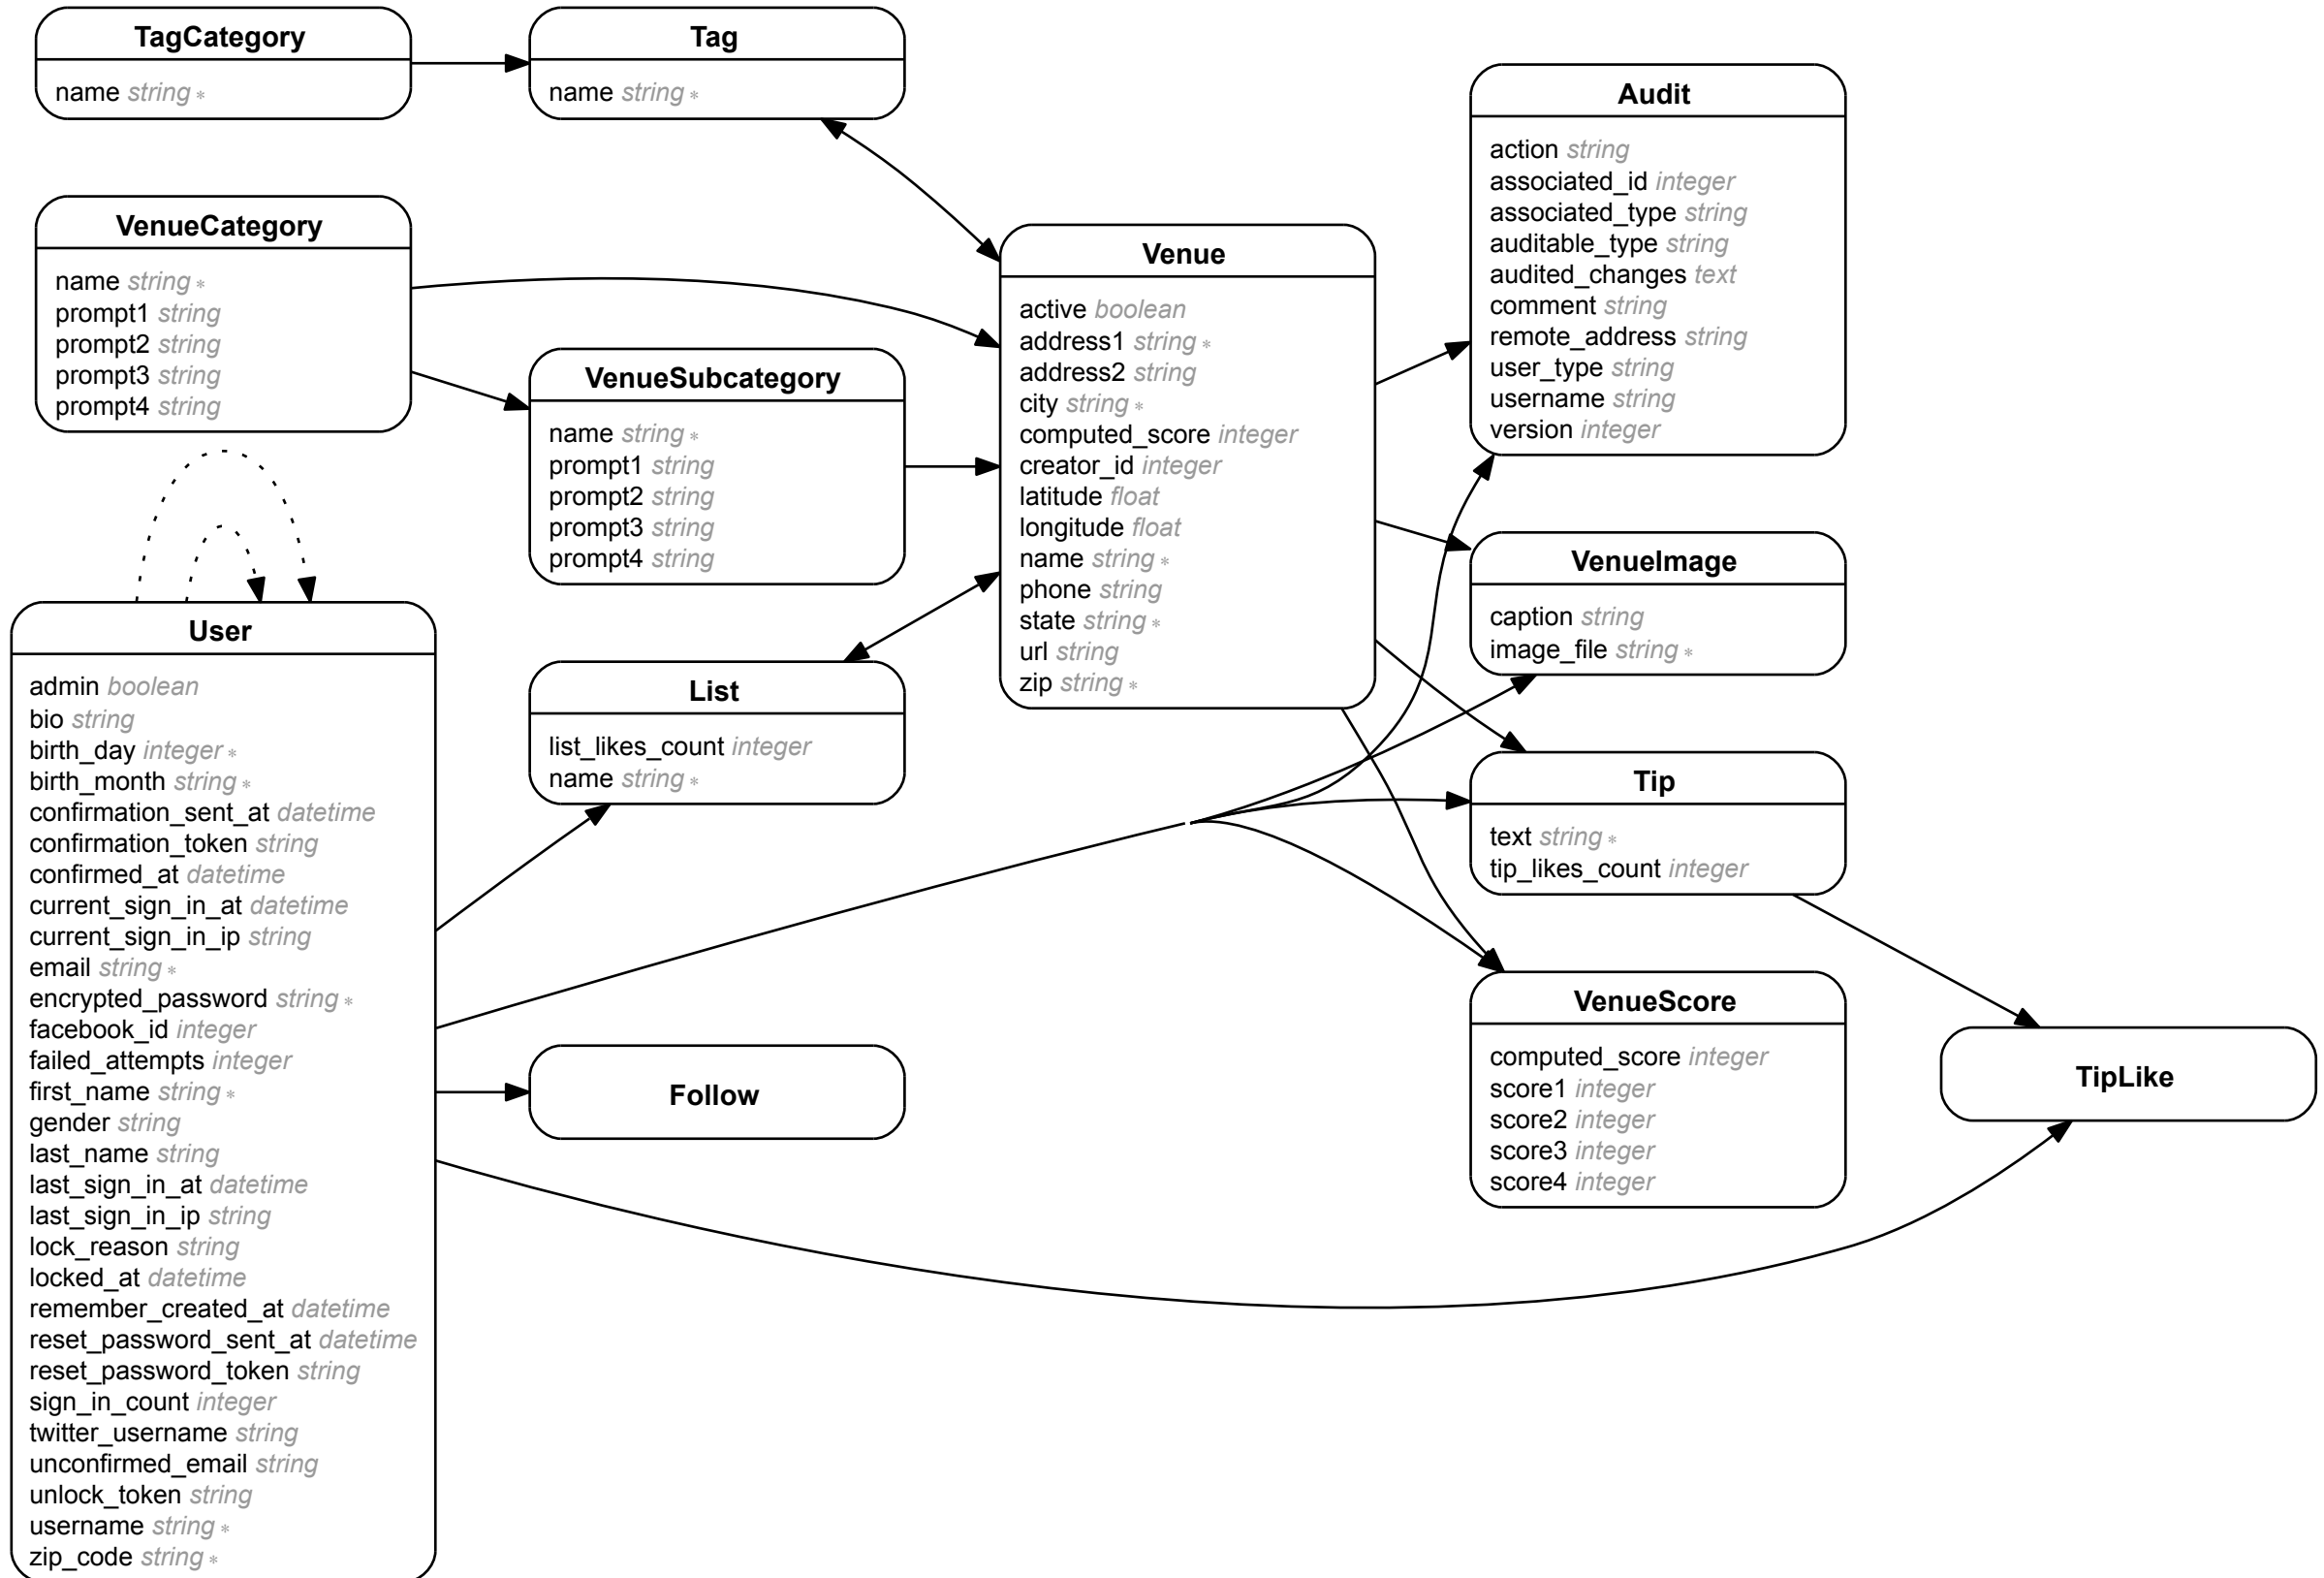 TagCategory
name string *
Tag
name string *
VenueCategory
name string *
prompt1 string
prompt2 string
prompt3 string
prompt4 string
VenueSubcategory
name string *
prompt1 string
prompt2 string
prompt3 string
prompt4 string
Venue
active boolean
address1 string *
address2 string
city string *
computed_score integer
creator_id integer
latitude float
longitude float
name string *
phone string
state string *
url string
zip string *
Audit
action string
associated_id integer
associated_type string
auditable_type string
audited_changes text
comment string
remote_address string
user_type string
username string
version integer
VenueImage
caption string
image_file string *
User
admin boolean
bio string
birth_day integer *
birth_month string *
confirmation_sent_at datetime
confirmation_token string
confirmed_at datetime
current_sign_in_at datetime
current_sign_in_ip string
email string *
encrypted_password string *
facebook_id integer
failed_attempts integer
first_name string *
gender string
last_name string
last_sign_in_at datetime
last_sign_in_ip string
lock_reason string
locked_at datetime
remember_created_at datetime
reset_password_sent_at datetime
reset_password_token string
sign_in_count integer
twitter_username string
unconfirmed_email string
unlock_token string
username string *
zip_code string *
List
list_likes_count integer
name string *
Follow
Tip
text string *
tip_likes_count integer
VenueScore
computed_score integer
score1 integer
score2 integer
score3 integer
score4 integer
TipLike